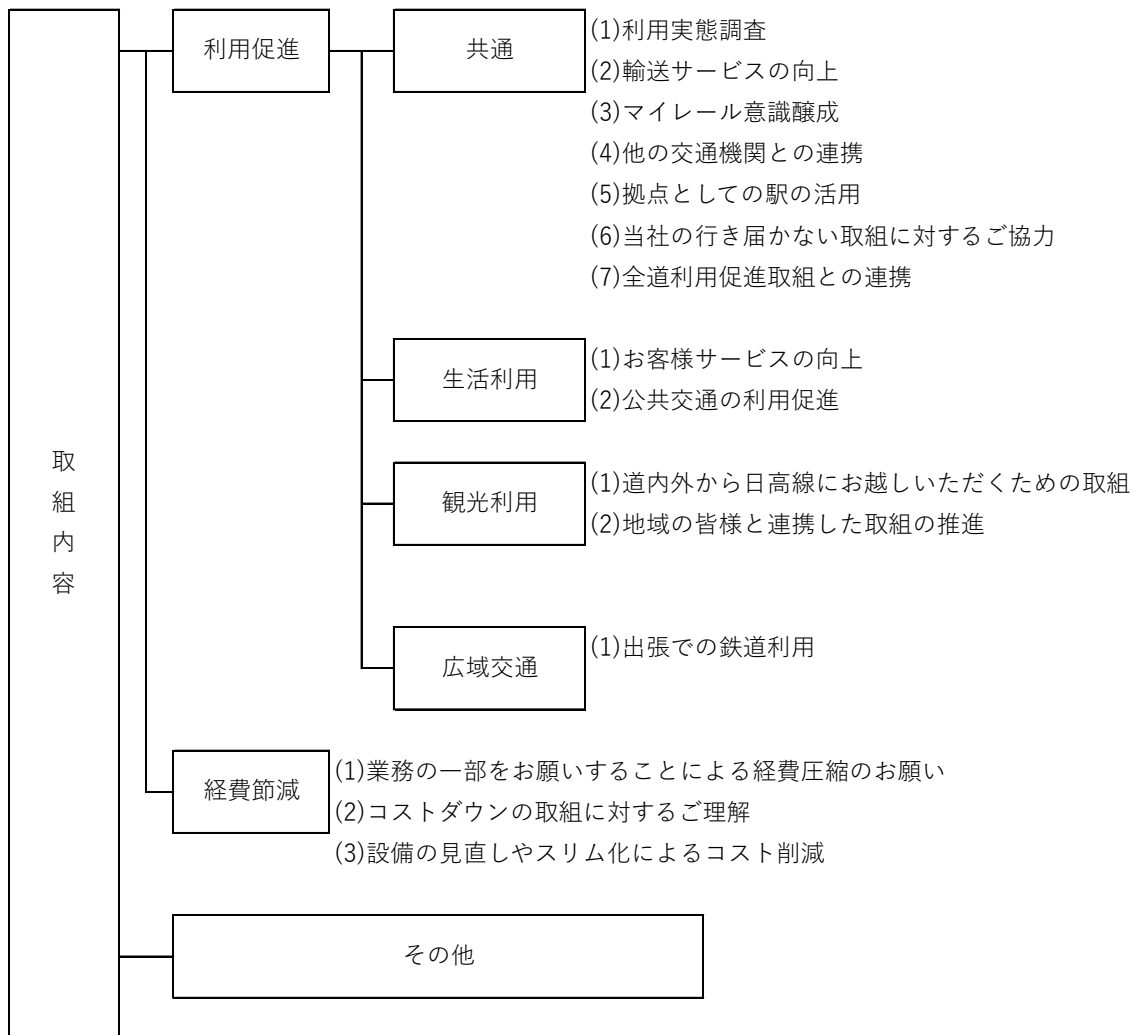 取組内容
利用促進
共通
(1)利用実態調査
(2)輸送サービスの向上
(3)マイレール意識醸成
(4)他の交通機関との連携
(5)拠点としての駅の活用
(6)当社の行き届かない取組に対するご協力
(7)全道利用促進取組との連携
生活利用
(1)お客様サービスの向上
(2)公共交通の利用促進
観光利用
(1)道内外から日高線にお越しいただくための取組
(2)地域の皆様と連携した取組の推進
広域交通
(1)出張での鉄道利用
経費節減
(1)業務の一部をお願いすることによる経費圧縮のお願い
(2)コストダウンの取組に対するご理解
(3)設備の見直しやスリム化によるコスト削減
その他